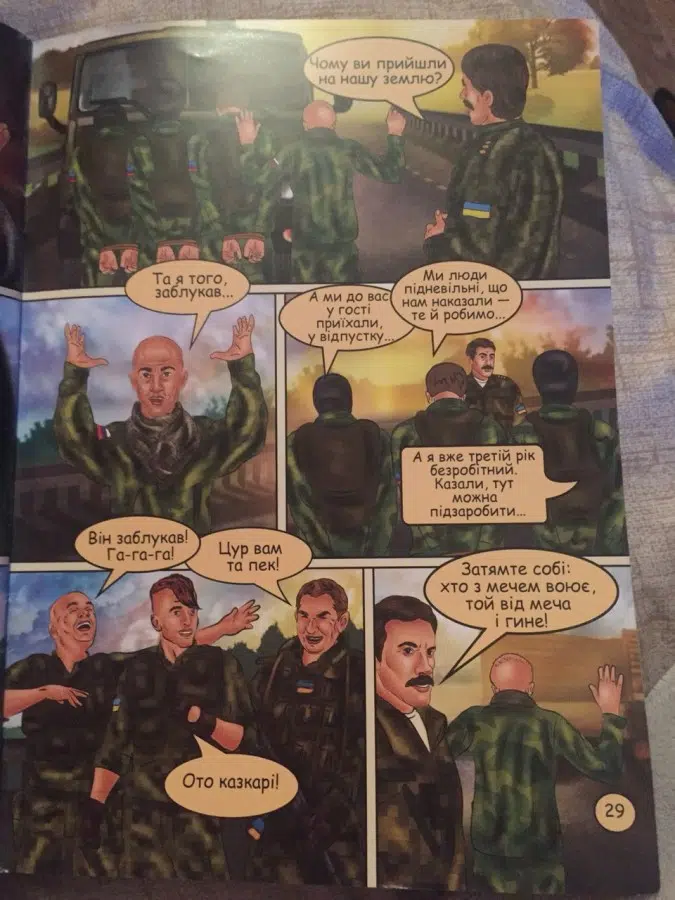 Чому ви прийшли
на нашу землю?
Та я того,
заблукав...
А ми до вас
у гості
приїхали,
у відпустку...
Ми люди
підневільні, що
нам наказали —
те й робимо...
А я вже третій рік
безробітний.
Казали, тут
можна
підзаробити...
Він заблукав!
Га-га-га!
Цур вам
та пек!
Ото казкарі!
Затямте собі:
хто з мечем воює,
той від меча
і гине!
29